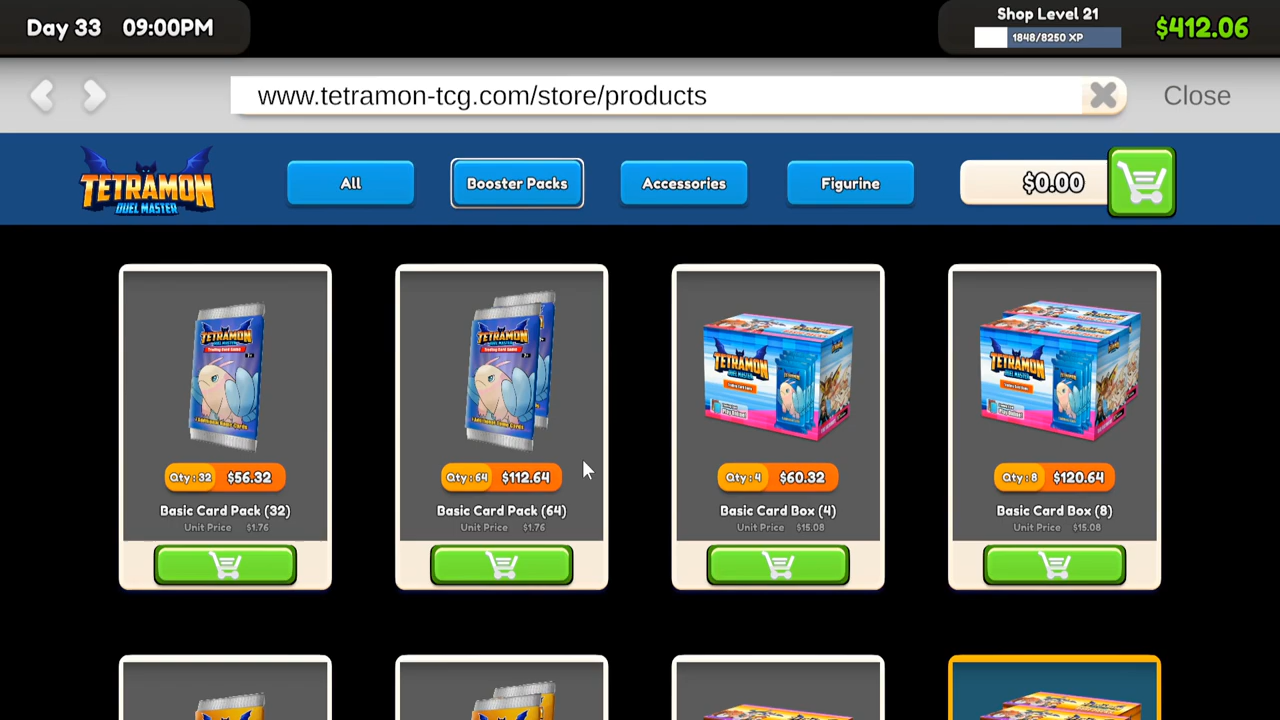 Day 33 09:00PM
Shop Level 21
1848/8250 XP
$412.06
www.tetramon-tcg.com/store/products
Close
TETRAMON
DUEL MASTER
All
Booster Packs
Accessories
Figurine
$0.00
TETRAMON
TETRAMON
TETRAMON
TETRAMON
Qty : 32 $56.32
Qty : 64 $112.64
Qty : 4 $60.32
Qty : 8 $120.64
Basic Card Pack (32)
Basic Card Pack (64)
Basic Card Box (4)
Basic Card Box (8)
Unit Price $1.76
Unit Price $1.76
Unit Price $15.08
Unit Price $15.08